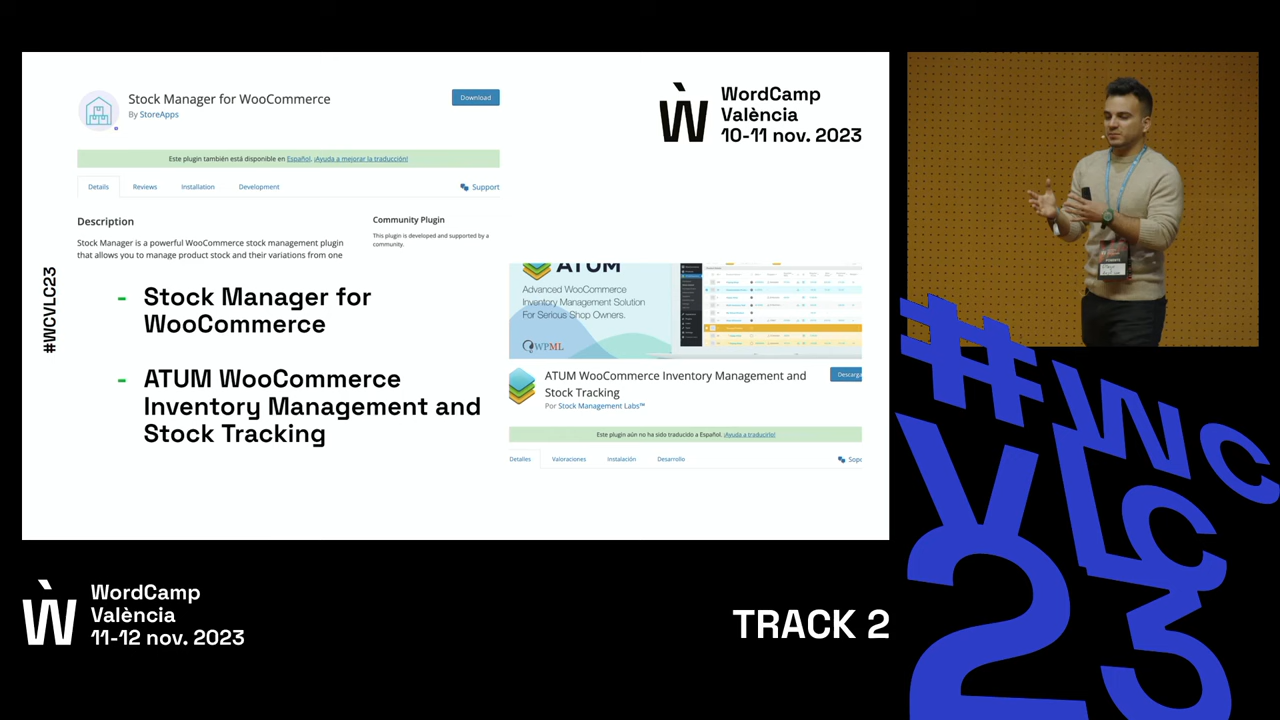 Stock Manager for WooCommerce
By StoreApps
Download
Este plugin también está disponible en Español. ¡Ayuda a mejorar la traducción!
Details
Reviews
Installation
Development
Support
Description
Stock Manager is a powerful WooCommerce stock management plugin
that allows you to manage product stock and their variations from one
Community Plugin
This plugin is developed and supported by a
community.
Ẁ
WordCamp
València
10-11 nov. 2023
#WCVLC23
- Stock Manager for
WooCommerce
- ATUM WooCommerce
Inventory Management and
Stock Tracking
ATUM
Advanced WooCommerce
Inventory Management Solution
For Serious Shop Owners.
WPML
ATUM WooCommerce Inventory Management and
Stock Tracking
Por Stock Management Labs™
Descarga
Este plugin aún no ha sido traducido a Español. ¡Ayuda a traducirlo!
Detalles
Valoraciones
Instalación
Desarrollo
Sopo
Ẁ
WordCamp
València
11-12 nov. 2023
TRACK 2
#WC
VLC
23